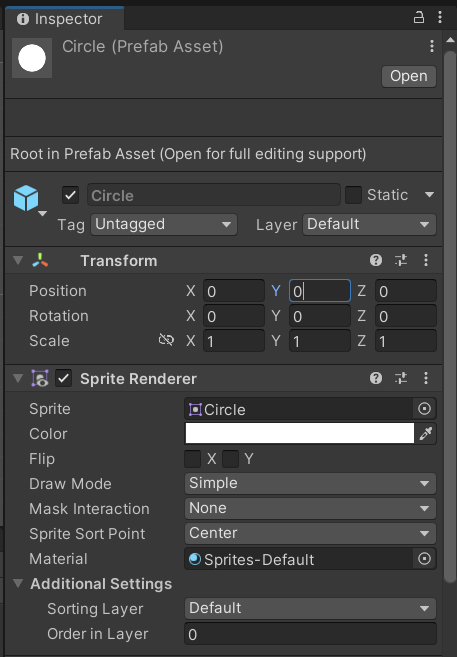 Inspector
Circle (Prefab Asset)
Open
Root in Prefab Asset (Open for full editing support)
Circle Static
Tag Untagged Layer Default
Transform
Position X 0 Y 0 Z 0
Rotation X 0 Y 0 Z 0
Scale X 1 Y 1 Z 1
Sprite Renderer
Sprite Circle
Color
Flip X Y
Draw Mode Simple
Mask Interaction None
Sprite Sort Point Center
Material Sprites-Default
Additional Settings
Sorting Layer Default
Order in Layer 0